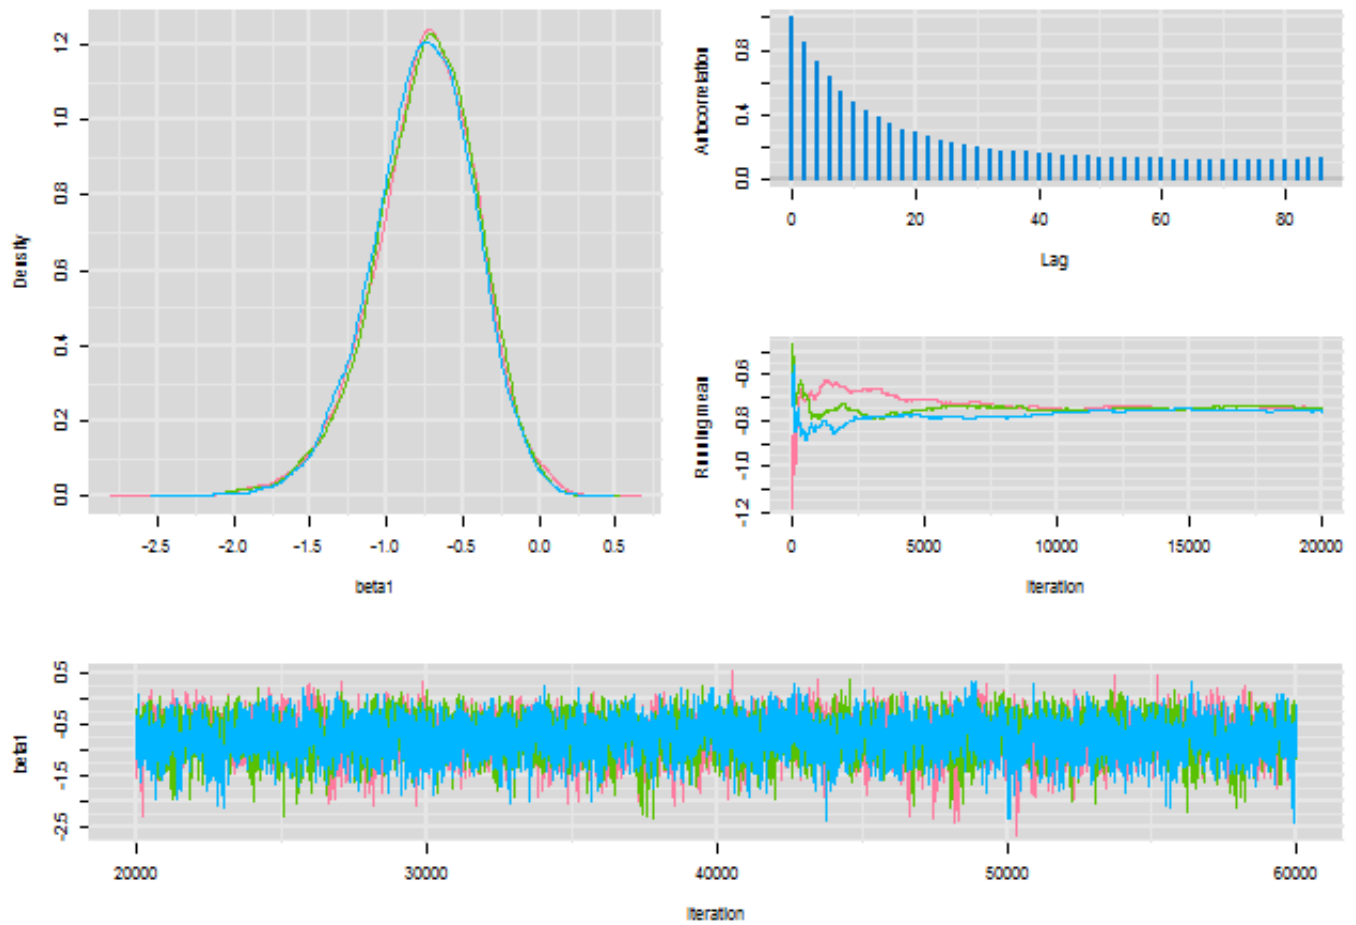 Density
0.0 0.2 0.4 0.6 0.8 1.0 1.2
-2.5 -2.0 -1.5 -1.0 -0.5 0.0 0.5
beta1
Autocorrelation
0.0 0.4 0.8
0 20 40 60 80
Lag
Running mean
-1.2 -1.0 -0.8 -0.6
0 5000 10000 15000 20000
Iteration
beta1
-2.5 -1.5 -0.5 0.5
20000 30000 40000 50000 60000
Iteration